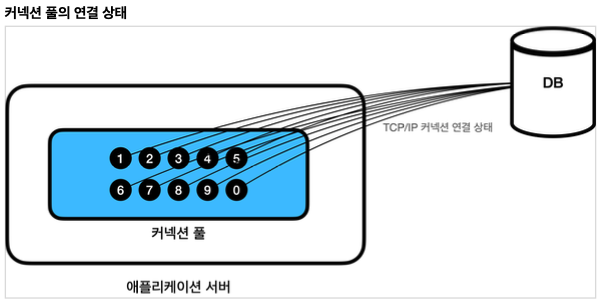 커넥션 풀의 연결 상태
DB
TCP/IP 커넥션 연결 상태
1 2 3 4 5
6 7 8 9 0
커넥션 풀
애플리케이션 서버